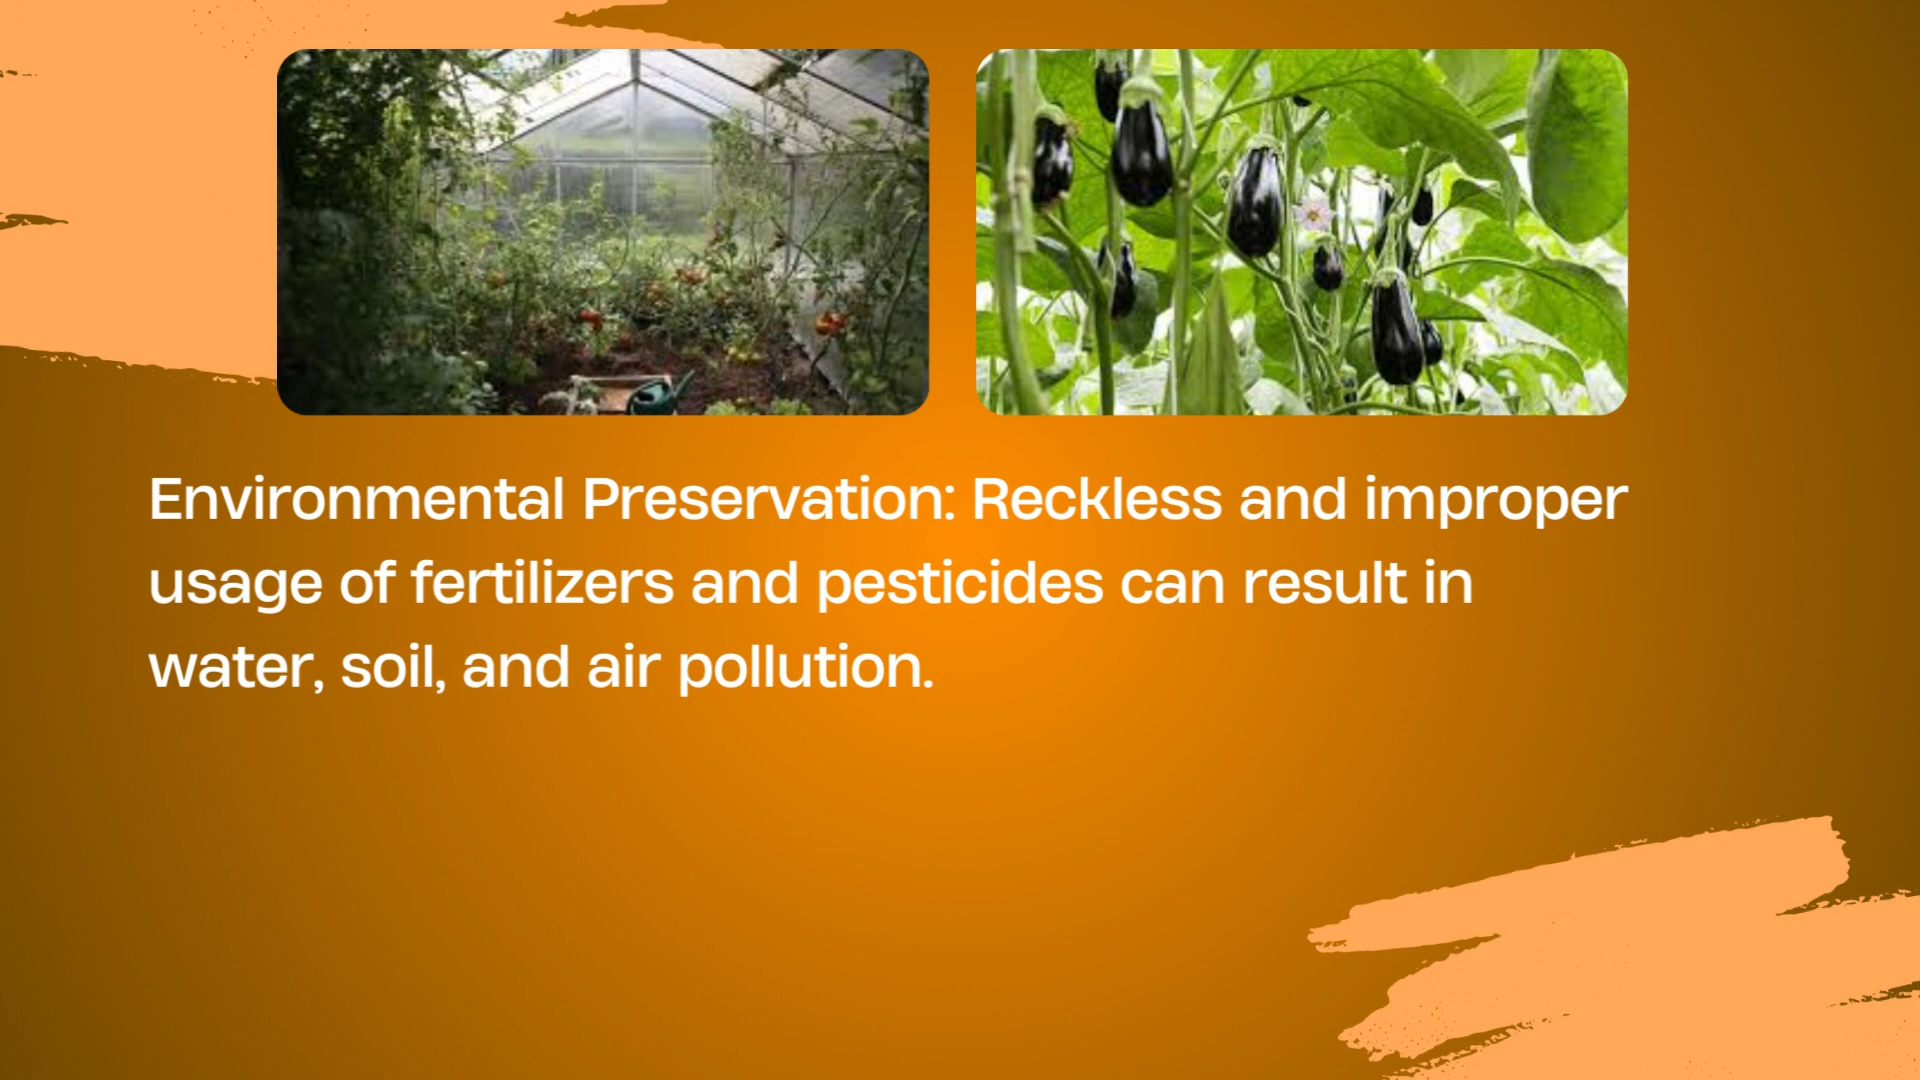 Environmental Preservation: Reckless and improper
usage of fertilizers and pesticides can result in
water, soil, and air pollution.